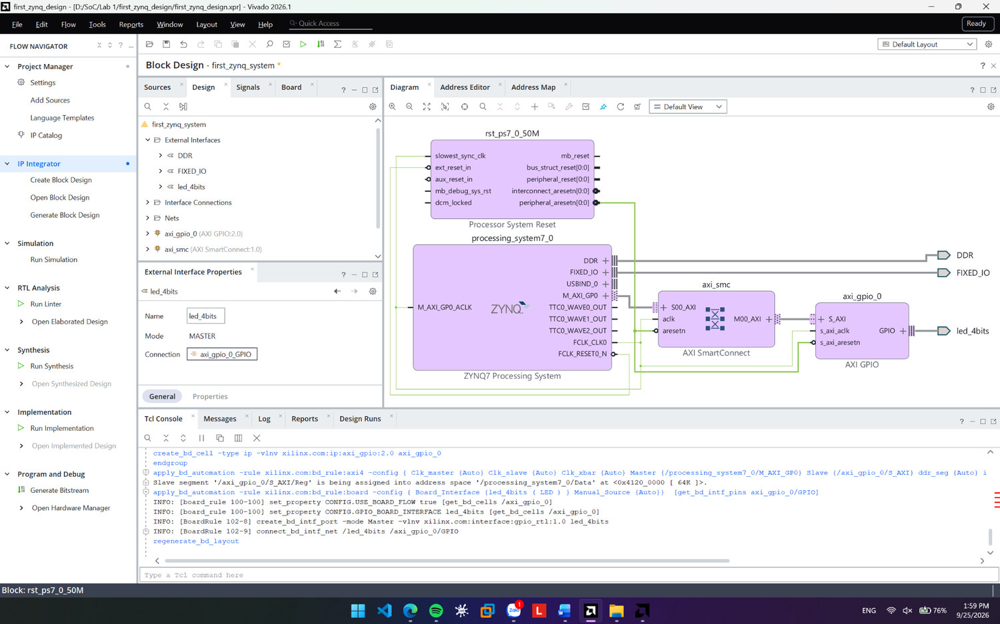 first_zynq_design - [D:/SoC/Lab 1/first_zynq_design/first_zynq_design.xpr] - Vivado 2026.1
File Edit Flow Tools Reports Window Layout View Help Quick Access Ready
FLOW NAVIGATOR
Default Layout
Project Manager
Settings
Add Sources
Language Templates
IP Catalog
IP Integrator
Create Block Design
Open Block Design
Generate Block Design
Simulation
Run Simulation
RTL Analysis
Run Linter
Open Elaborated Design
Synthesis
Run Synthesis
Open Synthesized Design
Implementation
Run Implementation
Open Implemented Design
Program and Debug
Generate Bitstream
Open Hardware Manager
Block Design - first_zynq_system *
Sources Design Signals Board
first_zynq_system
External Interfaces
DDR
FIXED_IO
led_4bits
Interface Connections
Nets
axi_gpio_0 (AXI GPIO:2.0)
axi_smc (AXI SmartConnect:1.0)
External Interface Properties
led_4bits
Name led_4bits
Mode MASTER
Connection axi_gpio_0_GPIO
General Properties
Diagram Address Editor Address Map
Default View
rst_ps7_0_50M
slowest_sync_clk mb_reset
ext_reset_in bus_struct_reset[0:0]
aux_reset_in peripheral_reset[0:0]
mb_debug_sys_rst interconnect_aresetn[0:0]
dcm_locked peripheral_aresetn[0:0]
Processor System Reset
processing_system7_0
DDR
FIXED_IO
USBIND_0
M_AXI_GP0
M_AXI_GP0_ACLK ZYNQ TTC0_WAVE0_OUT
TTC0_WAVE1_OUT
TTC0_WAVE2_OUT
FCLK_CLK0
FCLK_RESET0_N
ZYNQ7 Processing System
axi_smc
S00_AXI
aclk M00_AXI
aresetn
AXI SmartConnect
axi_gpio_0
S_AXI
s_axi_aclk GPIO
s_axi_aresetn
AXI GPIO
DDR
FIXED_IO
led_4bits
Tcl Console Messages Log Reports Design Runs
create_bd_cell -type ip -vlnv xilinx.com:ip:axi_gpio:2.0 axi_gpio_0
endgroup
apply_bd_automation -rule xilinx.com:bd_rule:axi4 -config { Clk_master {Auto} Clk_slave {Auto} Clk_xbar {Auto} Master {/processing_system7_0/M_AXI_GP0} Slave {/axi_gpio_0/S_AXI} ddr_seg {Auto} i
Slave segment '/axi_gpio_0/S_AXI/Reg' is being assigned into address space '/processing_system7_0/Data' at <0x4120_0000 [ 64K ]>.
apply_bd_automation -rule xilinx.com:bd_rule:board -config { Board_Interface {led_4bits ( LED ) } Manual_Source {Auto}} [get_bd_intf_pins axi_gpio_0/GPIO]
INFO: [board_rule 100-100] set_property CONFIG.USE_BOARD_FLOW true [get_bd_cells /axi_gpio_0]
INFO: [board_rule 100-100] set_property CONFIG.GPIO_BOARD_INTERFACE led_4bits [get_bd_cells /axi_gpio_0]
INFO: [BoardRule 102-8] create_bd_intf_port -mode Master -vlnv xilinx.com:interface:gpio_rtl:1.0 led_4bits
INFO: [BoardRule 102-9] connect_bd_intf_net /led_4bits /axi_gpio_0/GPIO
regenerate_bd_layout
Type a Tcl command here
Block: rst_ps7_0_50M
Zalo 1 L W
ENG 76% 1:59 PM
9/25/2026